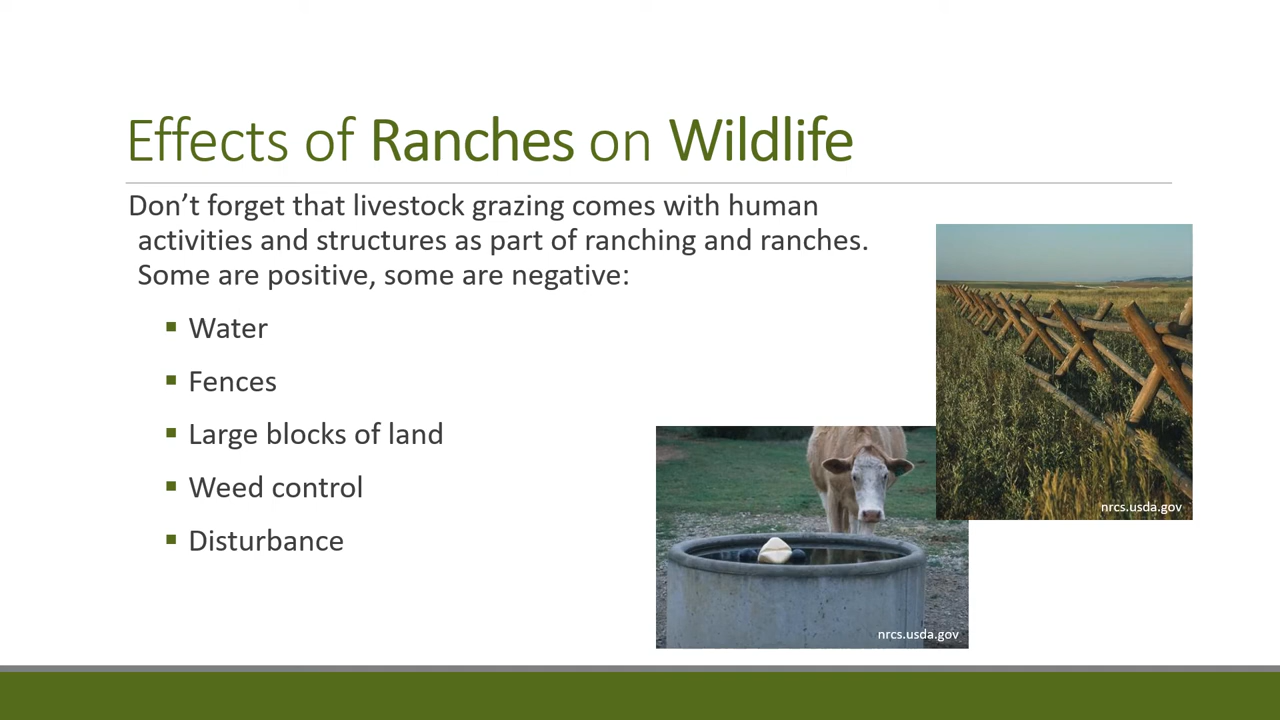 Effects of Ranches on Wildlife
Don’t forget that livestock grazing comes with human
activities and structures as part of ranching and ranches.
Some are positive, some are negative:
▪ Water
▪ Fences
▪ Large blocks of land
▪ Weed control
▪ Disturbance
nrcs.usda.gov
nrcs.usda.gov